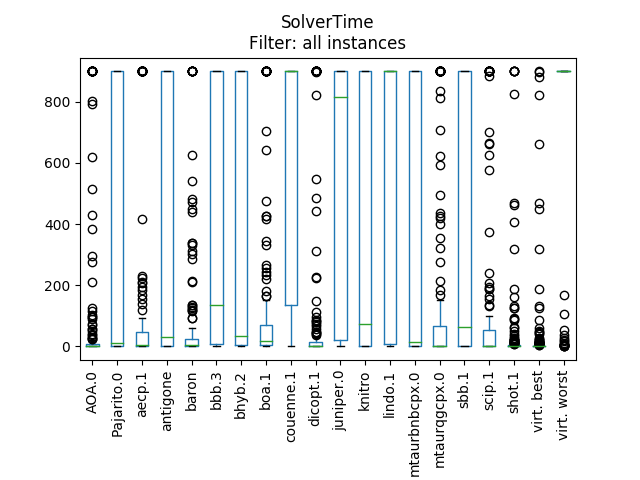 SolverTime
Filter: all instances
800
600
400
200
0
AOA.0
Pajarito.0
aecp.1
antigone
baron
bbb.3
bhyb.2
boa.1
couenne.1
dicopt.1
juniper.0
knitro
lindo.1
mtaurbnbcpx.0
mtaurqgcpx.0
sbb.1
scip.1
shot.1
virt. best
virt. worst